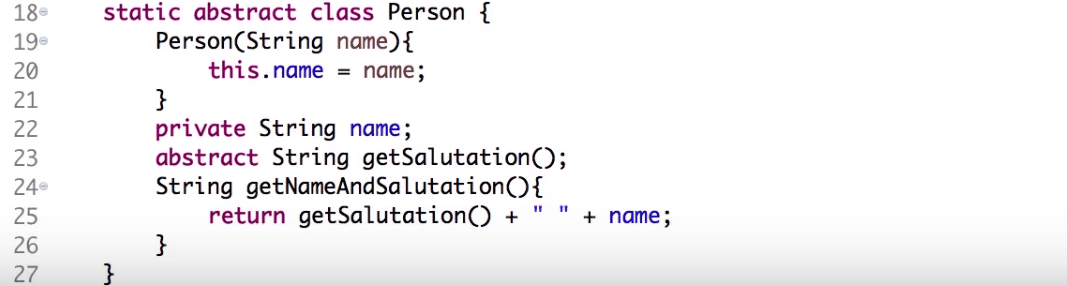 18 static abstract class Person {
19 Person(String name){
20 this.name = name;
21 }
22 private String name;
23 abstract String getSalutation();
24 String getNameAndSalutation(){
25 return getSalutation() + " " + name;
26 }
27 }